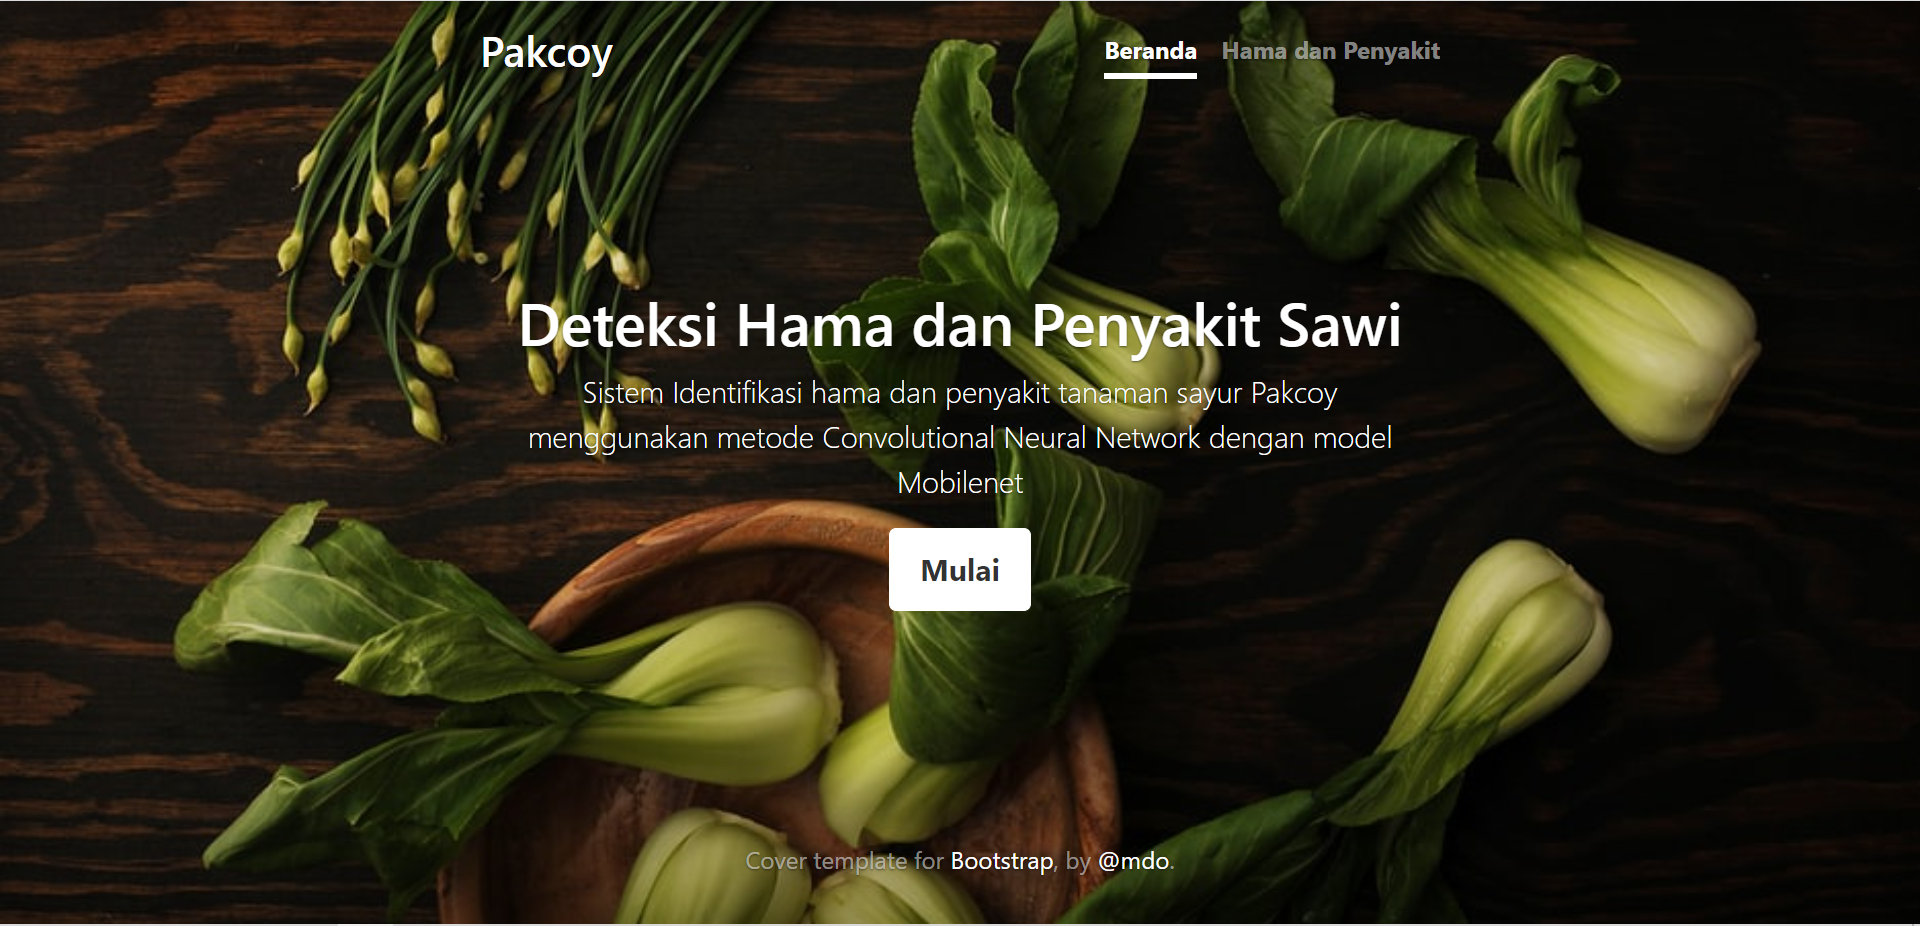 Pakcoy
Beranda Hama dan Penyakit
Deteksi Hama dan Penyakit Sawi
Sistem Identifikasi hama dan penyakit tanaman sayur Pakcoy
menggunakan metode Convolutional Neural Network dengan model
Mobilenet
Mulai
Cover template for Bootstrap, by @mdo.